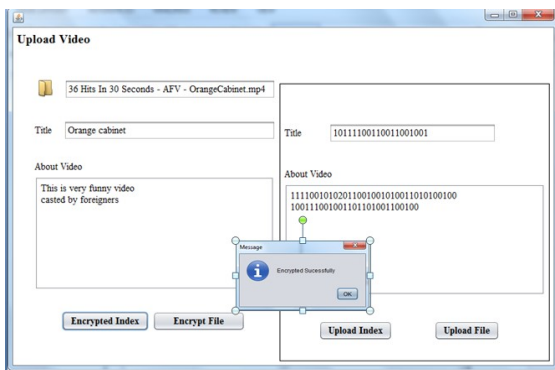 Upload Video
36 Hits In 30 Seconds - AFV - OrangeCabinet.mp4
Title
Orange cabinet
About Video
This is very funny video
casted by foreigners
Encrypted Index
Encrypt File
Title
10111100110011001001
About Video
1111001010201100100101001101010010​0
1001110010011011010011001​00
Message
Encrypted Sucessfully
OK
Upload Index
Upload File